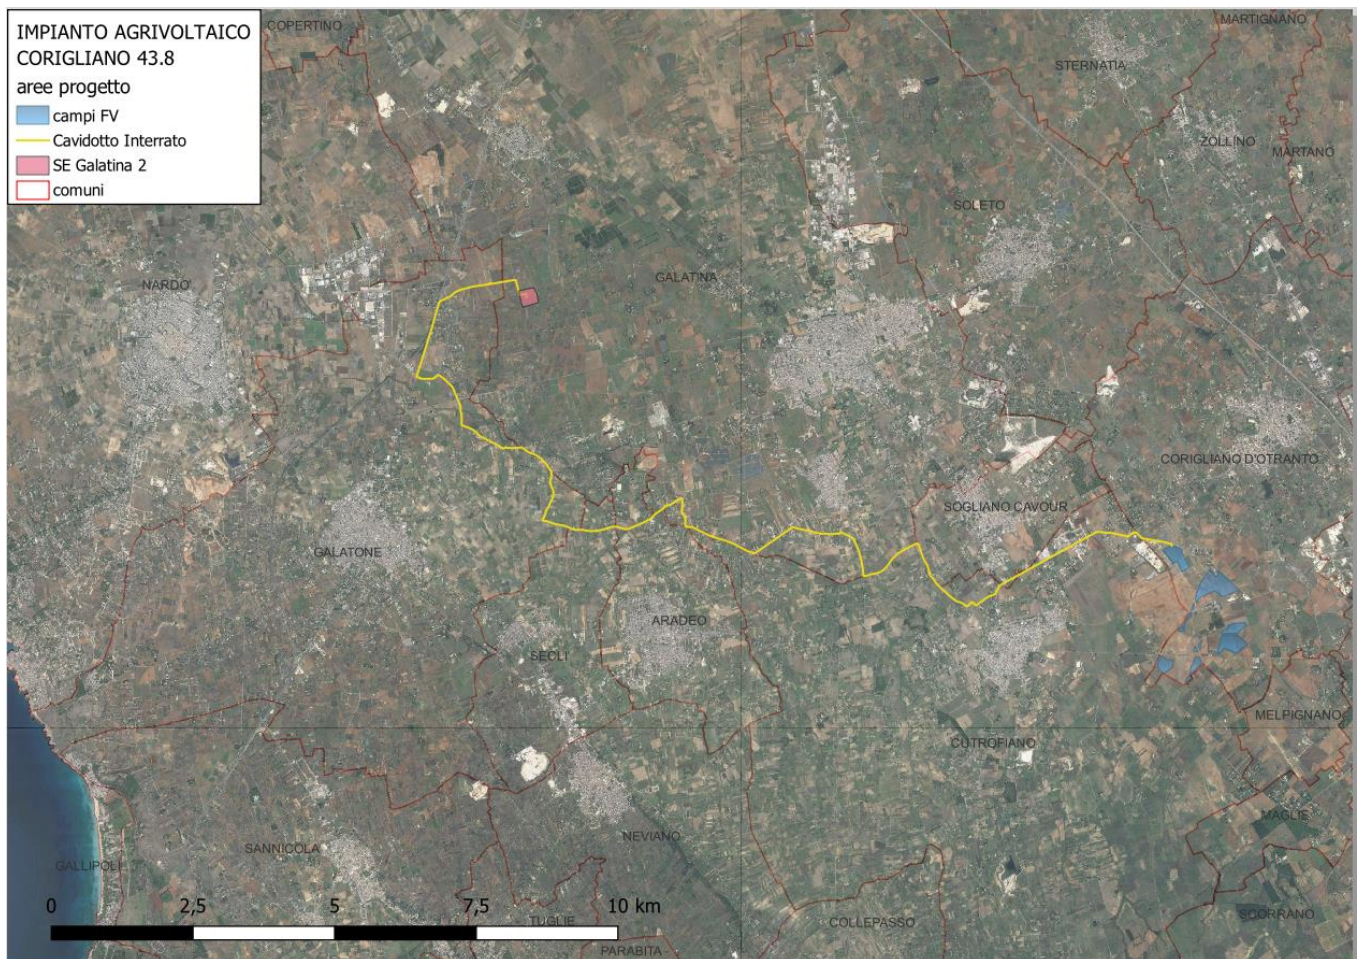 IMPIANTO AGRIVOLTAICO
CORIGLIANO 43.8
aree progetto
campi FV
Cavidotto Interrato
SE Galatina 2
comuni
COPERTINO
MARTIGNANO
STERNATIA
ZOLLINO
MARTANO
SOLETO
GALATINA
NARDO'
CORIGLIANO D'OTRANTO
SOGLIANO CAVOUR
GALATONE
ARADEO
SECLI
MELPIGNANO
CUTROFIANO
MAGLIE
NEVIANO
SANNICOLA
GALLIPOLI
0 2,5 5 7,5 10 km
SCORRANO
TUGLIE
COLLEPASSO
PARABITA